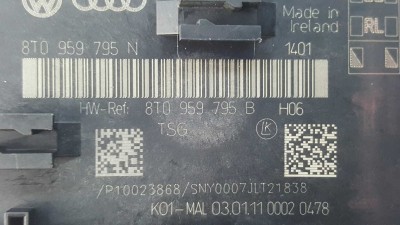 Made in
Ireland
8T0 959 795 N 1401
RL
HW-Ref: 8T0 959 795 B H06
TSG
/P10023868/SNY0007JLT21838
K01-MAL 03.01.11 0002 0478